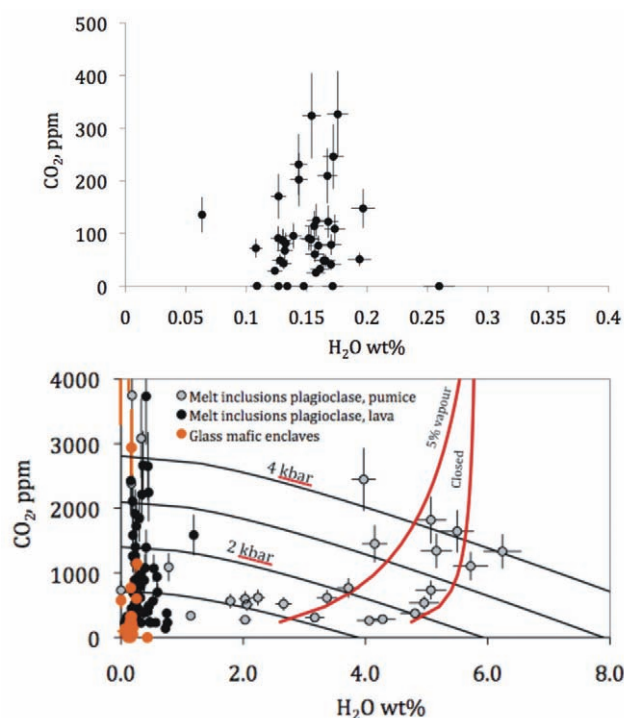 500
400
300
200
100
0
CO₂, ppm
0
0.05
0.1
0.15
0.2
0.25
0.3
0.35
0.4
H₂O wt%
4000
3000
2000
1000
0
CO₂, ppm
Melt inclusions plagioclase, pumice
Melt inclusions plagioclase, lava
Glass mafic enclaves
5% vapour
Closed
4 kbar
2 kbar
0.0
2.0
4.0
6.0
8.0
H₂O wt%